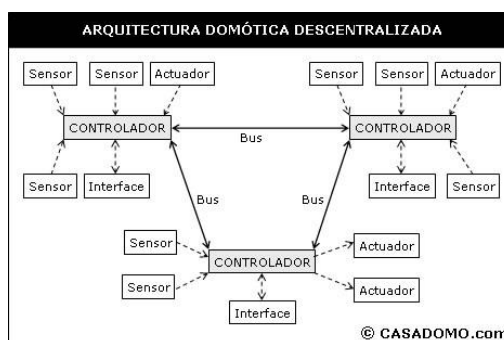 ARQUITECTURA DOMÓTICA DESCENTRALIZADA
Sensor Sensor Actuador Sensor Sensor Actuador
CONTROLADOR CONTROLADOR
Bus
Sensor Interface Interface Sensor
Bus Bus
Sensor Actuador
CONTROLADOR
Sensor Actuador
Interface
© CASADOMO.com